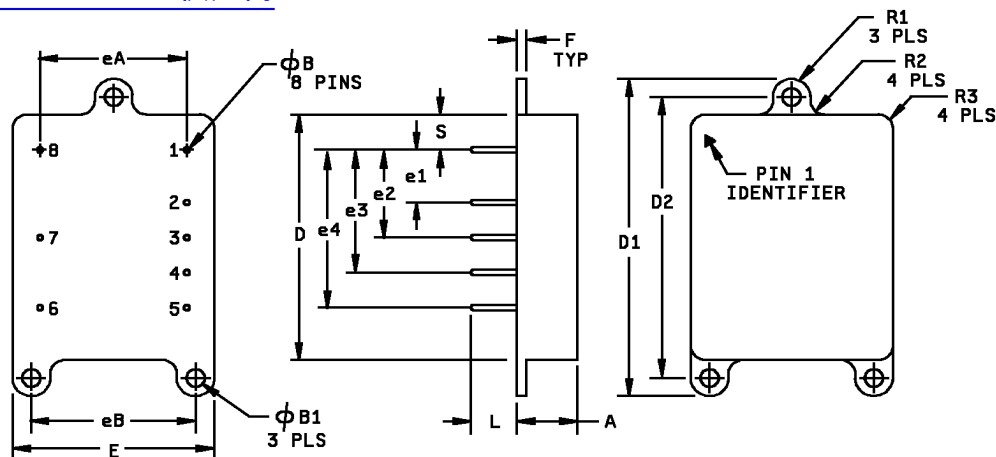 eA
ϕB
8 PINS
8
1
2
7
3
4
6
5
eB
E
ϕB1
3 PLS
F
TYP
S
e1
e2
e3
e4
D
L
A
R1
3 PLS
R2
4 PLS
R3
4 PLS
PIN 1
IDENTIFIER
D2
D1